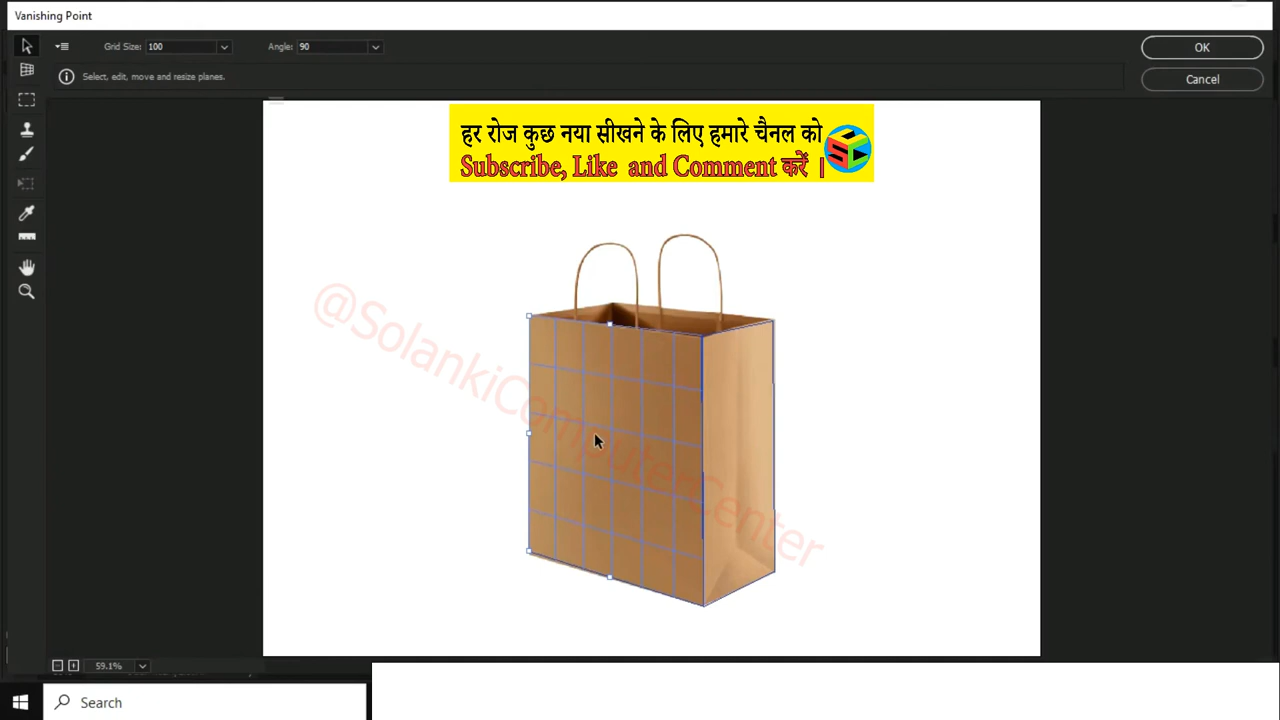 Vanishing Point
Grid Size: 100 Angle: 90 OK
Select, edit, move and resize planes. Cancel
हर रोज कुछ नया सीखने के लिए हमारे चैनल को
Subscribe, Like and Comment करें ।
@SolankiComputerCenter
59.1%
Search